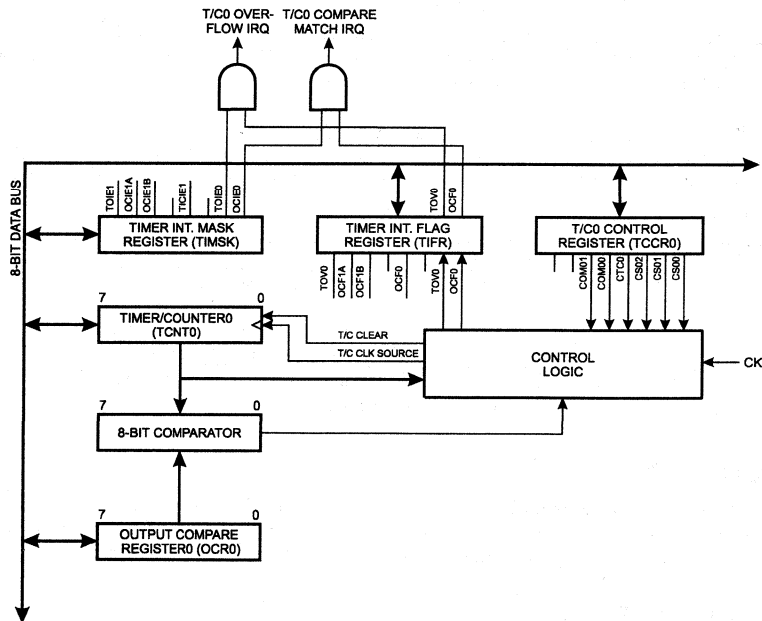 T/C0 OVER-
FLOW IRQ
T/C0 COMPARE
MATCH IRQ
8-BIT DATA BUS
TOIE1
OCIE1A
OCIE1B
TICIE1
TOIE0
OCIE0
TOV0
OCF0
TIMER INT. MASK
REGISTER (TIMSK)
TIMER INT. FLAG
REGISTER (TIFR)
T/C0 CONTROL
REGISTER (TCCR0)
TOV0
OCF1A
OCF1B
OCF0
TOV0
OCF0
COM01
COM00
CTC0
CS02
CS01
CS00
7
0
TIMER/COUNTER0
(TCNT0)
T/C CLEAR
T/C CLK SOURCE
CONTROL
LOGIC
CK
7
0
8-BIT COMPARATOR
7
0
OUTPUT COMPARE
REGISTER0 (OCR0)